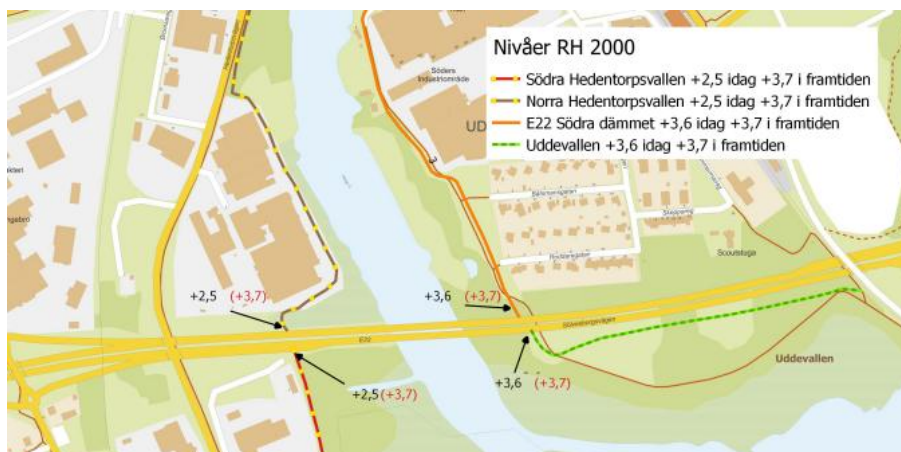 Nivåer RH 2000
Södra Hedentorpsvallen +2,5 idag +3,7 i framtiden
Norra Hedentorpsvallen +2,5 idag +3,7 i framtiden
E22 Södra dämmet +3,6 idag +3,7 i framtiden
Uddevallen +3,6 idag +3,7 i framtiden
Söders
Industriområde
UD
Scoutstuga
+2,5 (+3,7)
+3,6 (+3,7)
E22
Uddevallen
+2,5 (+3,7)
+3,6 (+3,7)